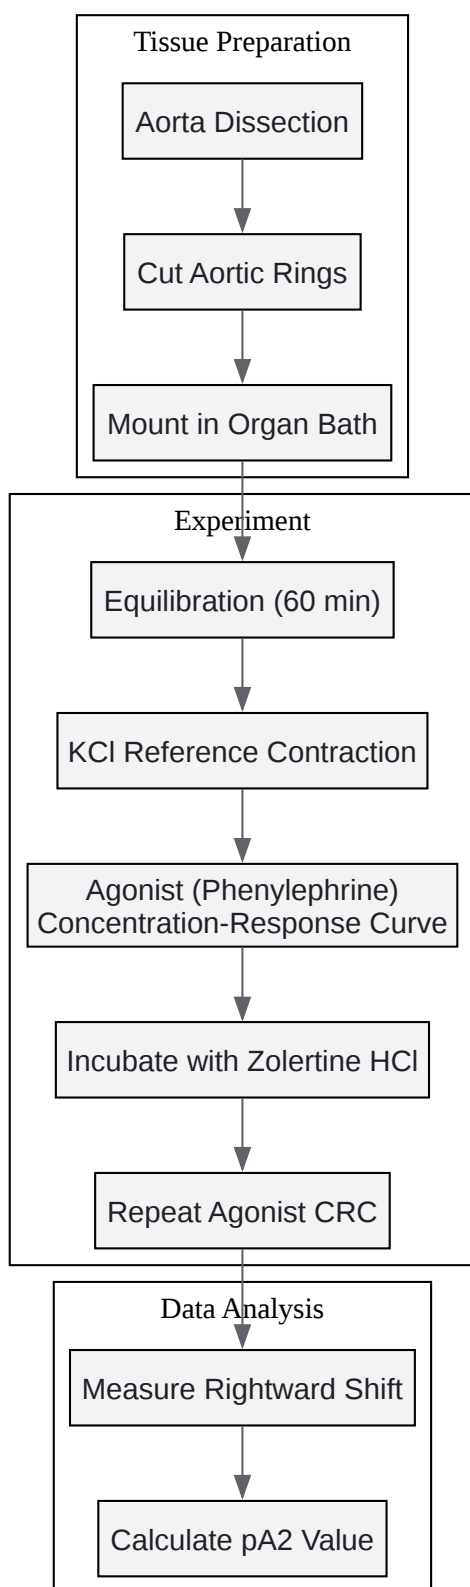 Tissue Preparation
Aorta Dissection
Cut Aortic Rings
Mount in Organ Bath
Experiment
Equilibration (60 min)
KCl Reference Contraction
Agonist (Phenylephrine)
Concentration-Response Curve
Incubate with Zolertine HCl
Repeat Agonist CRC
Data Analysis
Measure Rightward Shift
Calculate pA2 Value